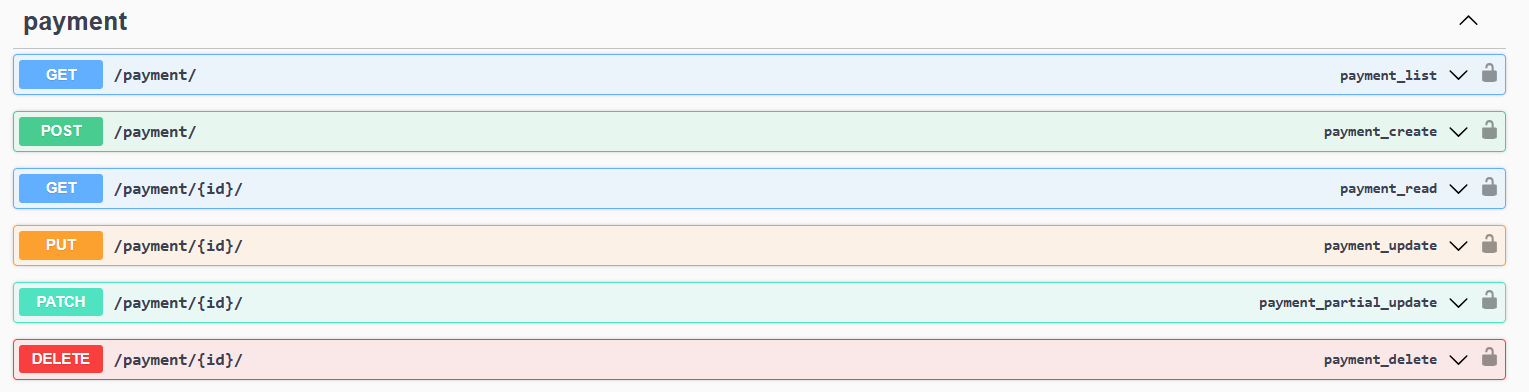 payment
GET /payment/ payment_list
POST /payment/ payment_create
GET /payment/{id}/ payment_read
PUT /payment/{id}/ payment_update
PATCH /payment/{id}/ payment_partial_update
DELETE /payment/{id}/ payment_delete